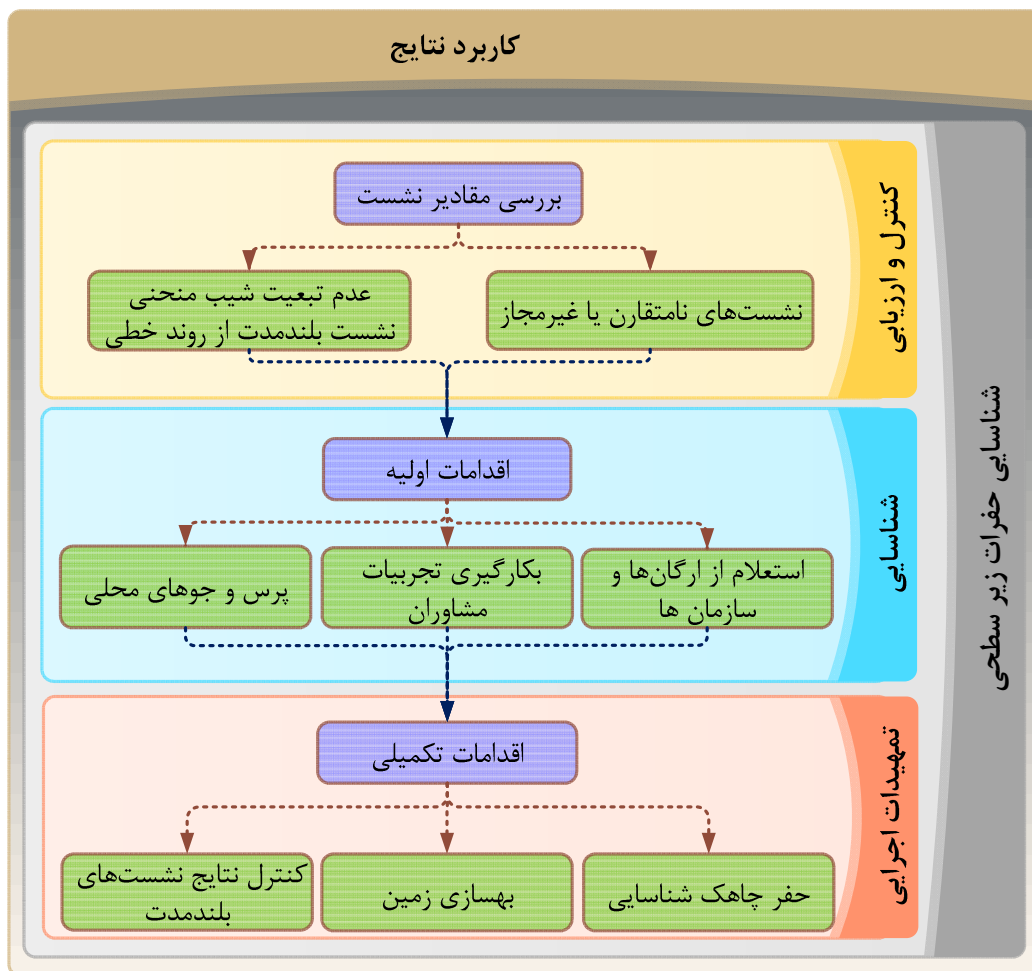 کاربرد نتایج
شناسایی حفرات زیر سطحی
کنترل و ارزیابی
بررسی مقادیر نشست
نشست‌های نامتقارن یا غیرمجاز
عدم تبعیت شیب منحنی
نشست بلندمدت از روند خطی
شناسایی
اقدامات اولیه
استعلام از ارگان‌ها و
سازمان ها
بکارگیری تجربیات
مشاوران
پرس و جوهای محلی
تمهیدات اجرایی
اقدامات تکمیلی
حفر چاهک شناسایی
بهسازی زمین
کنترل نتایج نشست‌های
بلندمدت